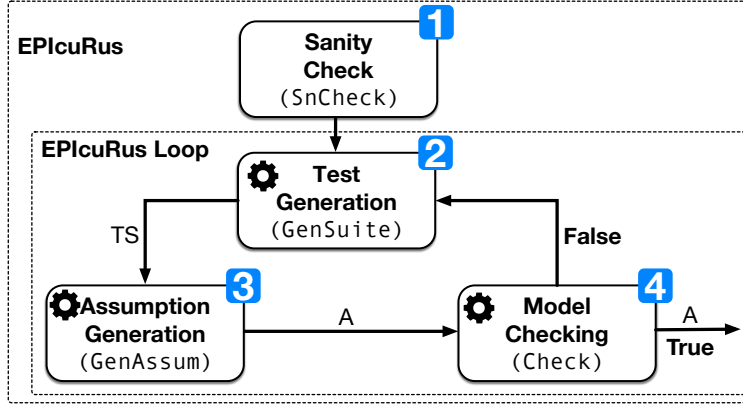 EPIcuRus
1
Sanity
Check
(SnCheck)
EPIcuRus Loop
2
Test
Generation
(GenSuite)
TS
False
3
Assumption
Generation
(GenAssum)
A
4
Model
Checking
(Check)
A
True